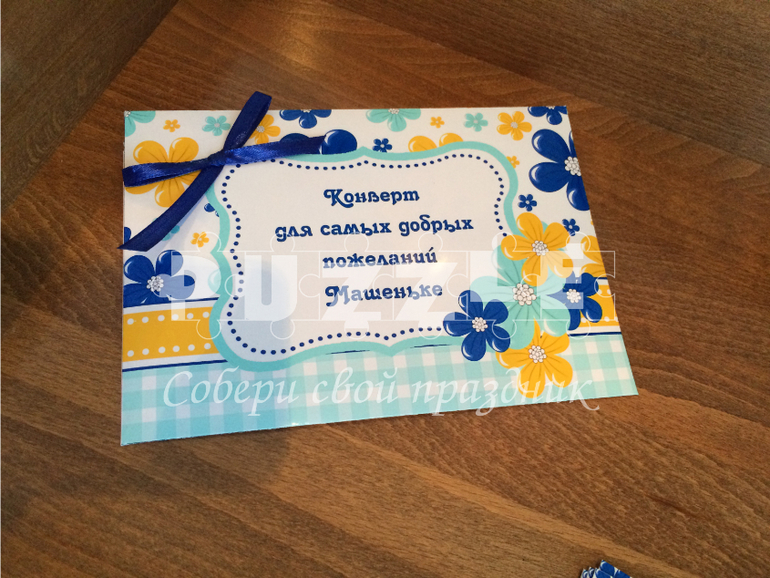 Конверт
для самых добрых
пожеланий
Машеньке
PUZZLE
Собери свой праздник